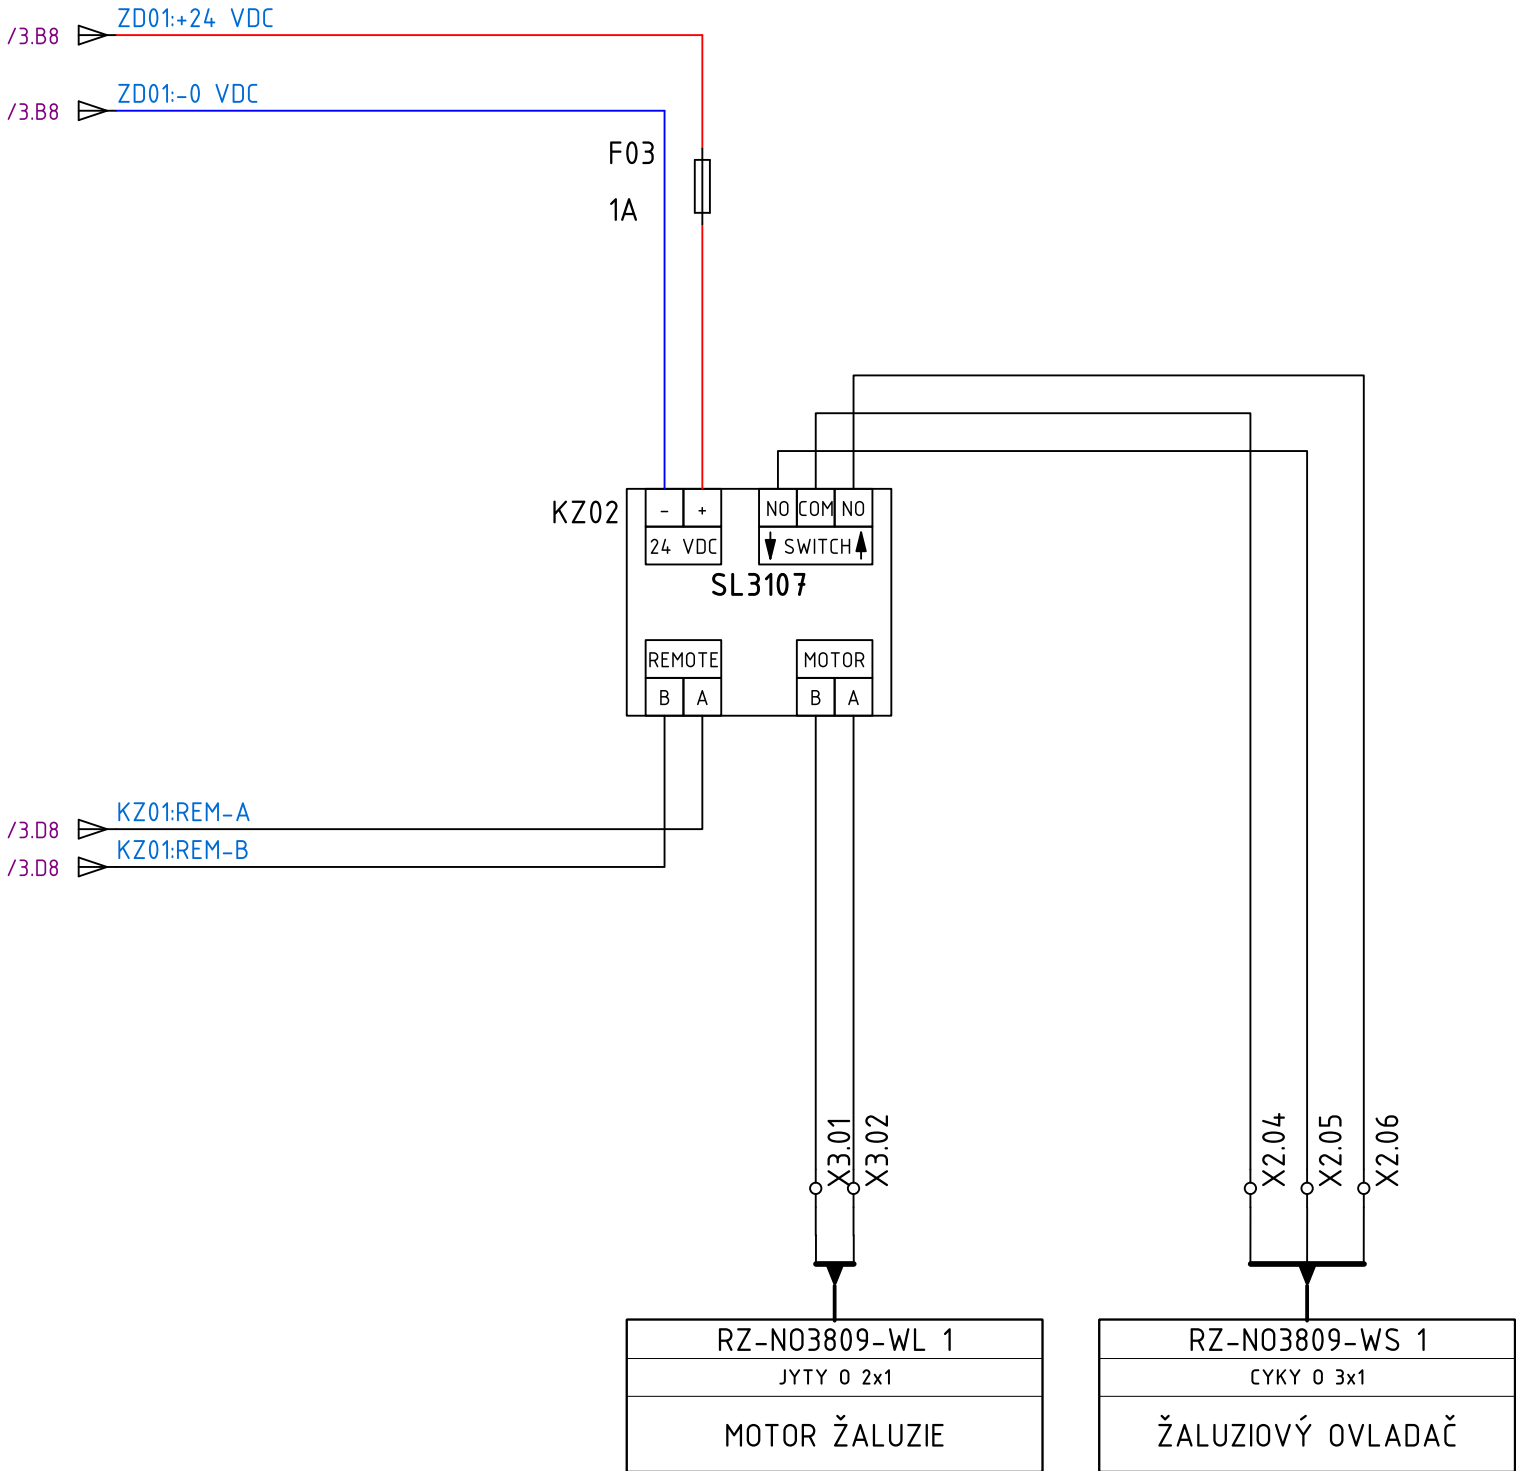 ZD01:+24 VDC
/3.B8
ZD01:-0 VDC
/3.B8
F03
1A
KZ02
- + NO COM NO
24 VDC SWITCH
SL3107
REMOTE MOTOR
B A B A
KZ01:REM-A
/3.D8
KZ01:REM-B
/3.D8
X3.01
X3.02
X2.04
X2.05
X2.06
RZ-NO3809-WL 1
JYTY O 2x1
MOTOR ŽALUZIE
RZ-NO3809-WS 1
CYKY O 3x1
ŽALUZIOVÝ OVLADAČ